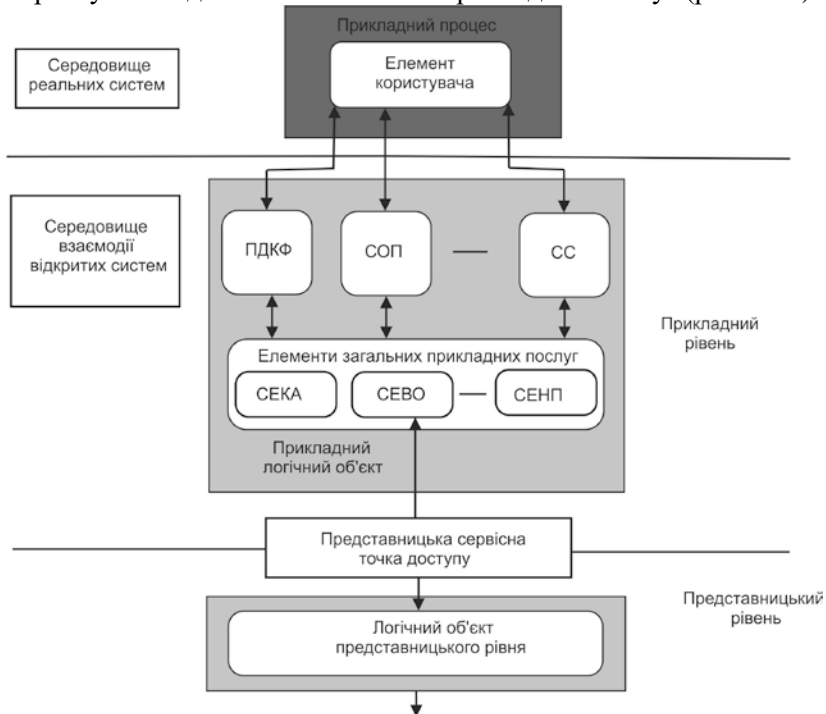 Прикладний процес
Середовище
реальних систем
Елемент
користувача
Середовище
взаємодії
відкритих систем
ПДКФ
СОП
СС
Прикладний
рівень
Елементи загальних прикладних послуг
СЕКА
СЕВО
СЕНП
Прикладний
логічний об'єкт
Представницька сервісна
точка доступу
Представницький
рівень
Логічний об'єкт
представницького рівня